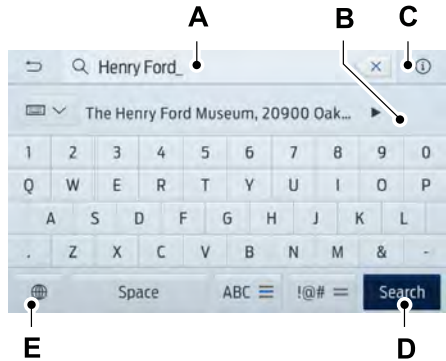 A
B
C
Henry Ford_
The Henry Ford Museum, 20900 Oak...
1 2 3 4 5 6 7 8 9 0
Q W E R T Y U I O P
A S D F G H J K L
. Z X C V B N M & -
Space ABC !@# Search
E
D